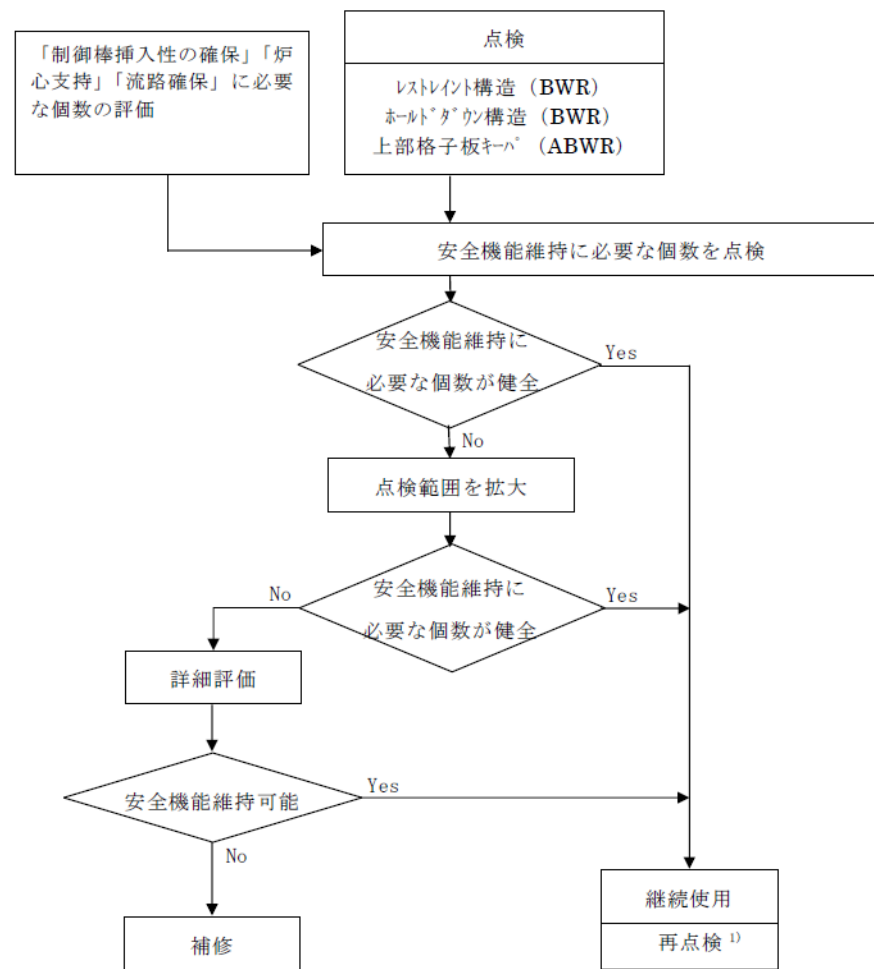 「制御棒挿入性の確保」「炉
心支持」「流路確保」に必要
な個数の評価
点検
ﾚｽﾄﾚｲﾝﾄ構造（BWR）
ﾎｰﾙﾄﾞﾀﾞｳﾝ構造（BWR）
上部格子板ｷｰﾊﾟ（ABWR）
安全機能維持に必要な個数を点検
安全機能維持に
必要な個数が健全
Yes
No
点検範囲を拡大
安全機能維持に
必要な個数が健全
No
Yes
詳細評価
安全機能維持可能
Yes
No
補修
継続使用
再点検 1)